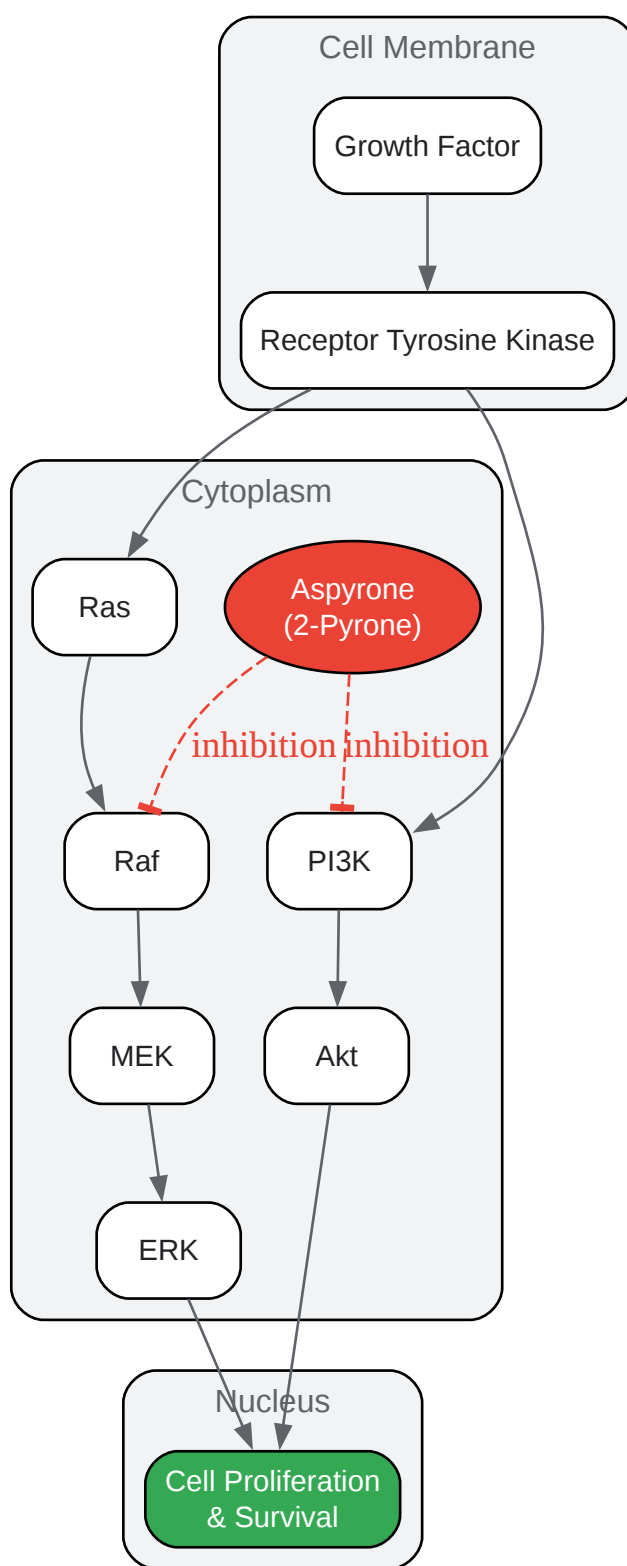 Cell Membrane
Growth Factor
Receptor Tyrosine Kinase
Cytoplasm
Ras
Aspyrone
(2-Pyrone)
inhibition
inhibition
Raf
PI3K
MEK
Akt
ERK
Nucleus
Cell Proliferation
& Survival